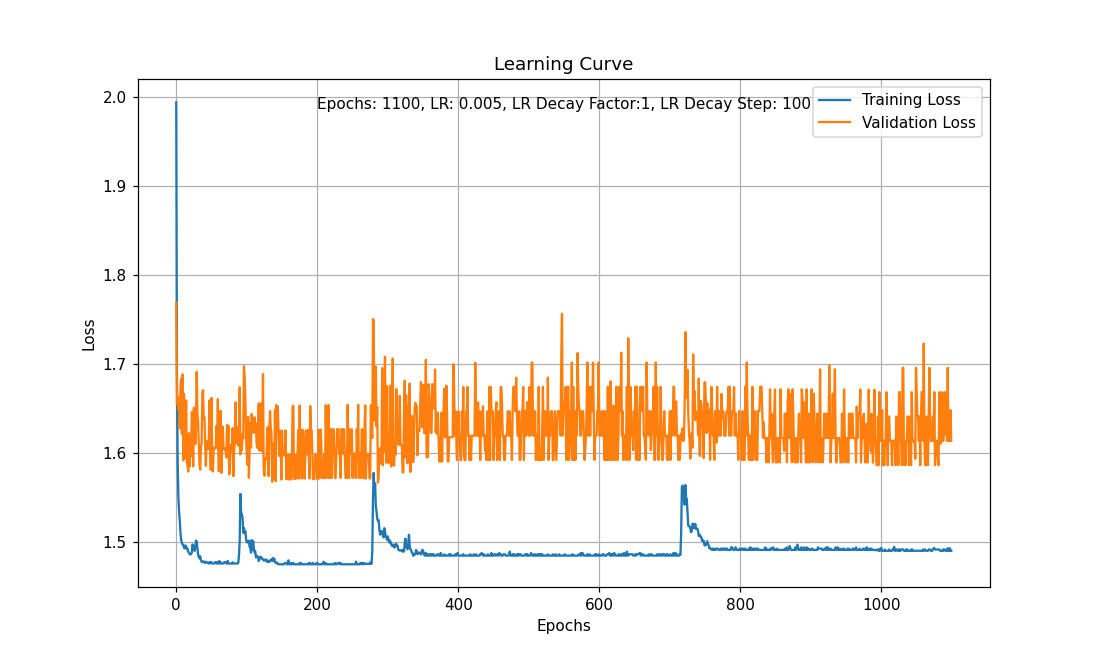 Learning Curve
Epochs: 1100, LR: 0.005, LR Decay Factor:1, LR Decay Step: 100
Training Loss
Validation Loss
2.0
1.9
1.8
1.7
1.6
1.5
Loss
0 200 400 600 800 1000
Epochs